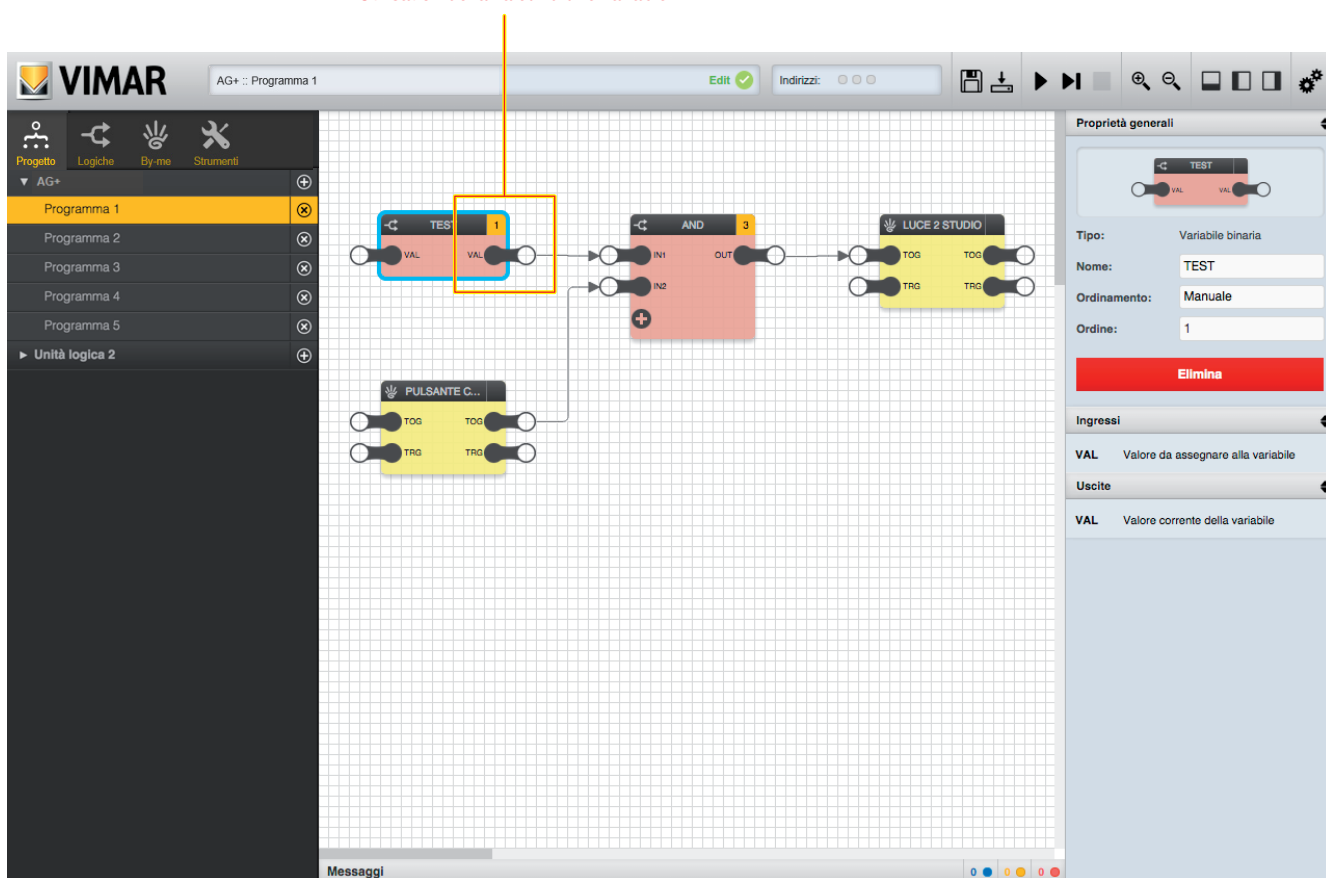 VIMAR
AG+ :: Programma 1
Edit
Indirizzi:
Progetto
Logiche
By-me
Strumenti
AG+
Programma 1
Programma 2
Programma 3
Programma 4
Programma 5
Unità logica 2
TEST 1
VAL VAL
AND 3
IN1 OUT
IN2
LUCE 2 STUDIO
TOG TOG
TRG TRG
PULSANTE C...
TOG TOG
TRG TRG
Messaggi
0 0 0
Proprietà generali
TEST
VAL VAL
Tipo: Variabile binaria
Nome: TEST
Ordinamento: Manuale
Ordine: 1
Elimina
Ingressi
VAL Valore da assegnare alla variabile
Uscite
VAL Valore corrente della variabile